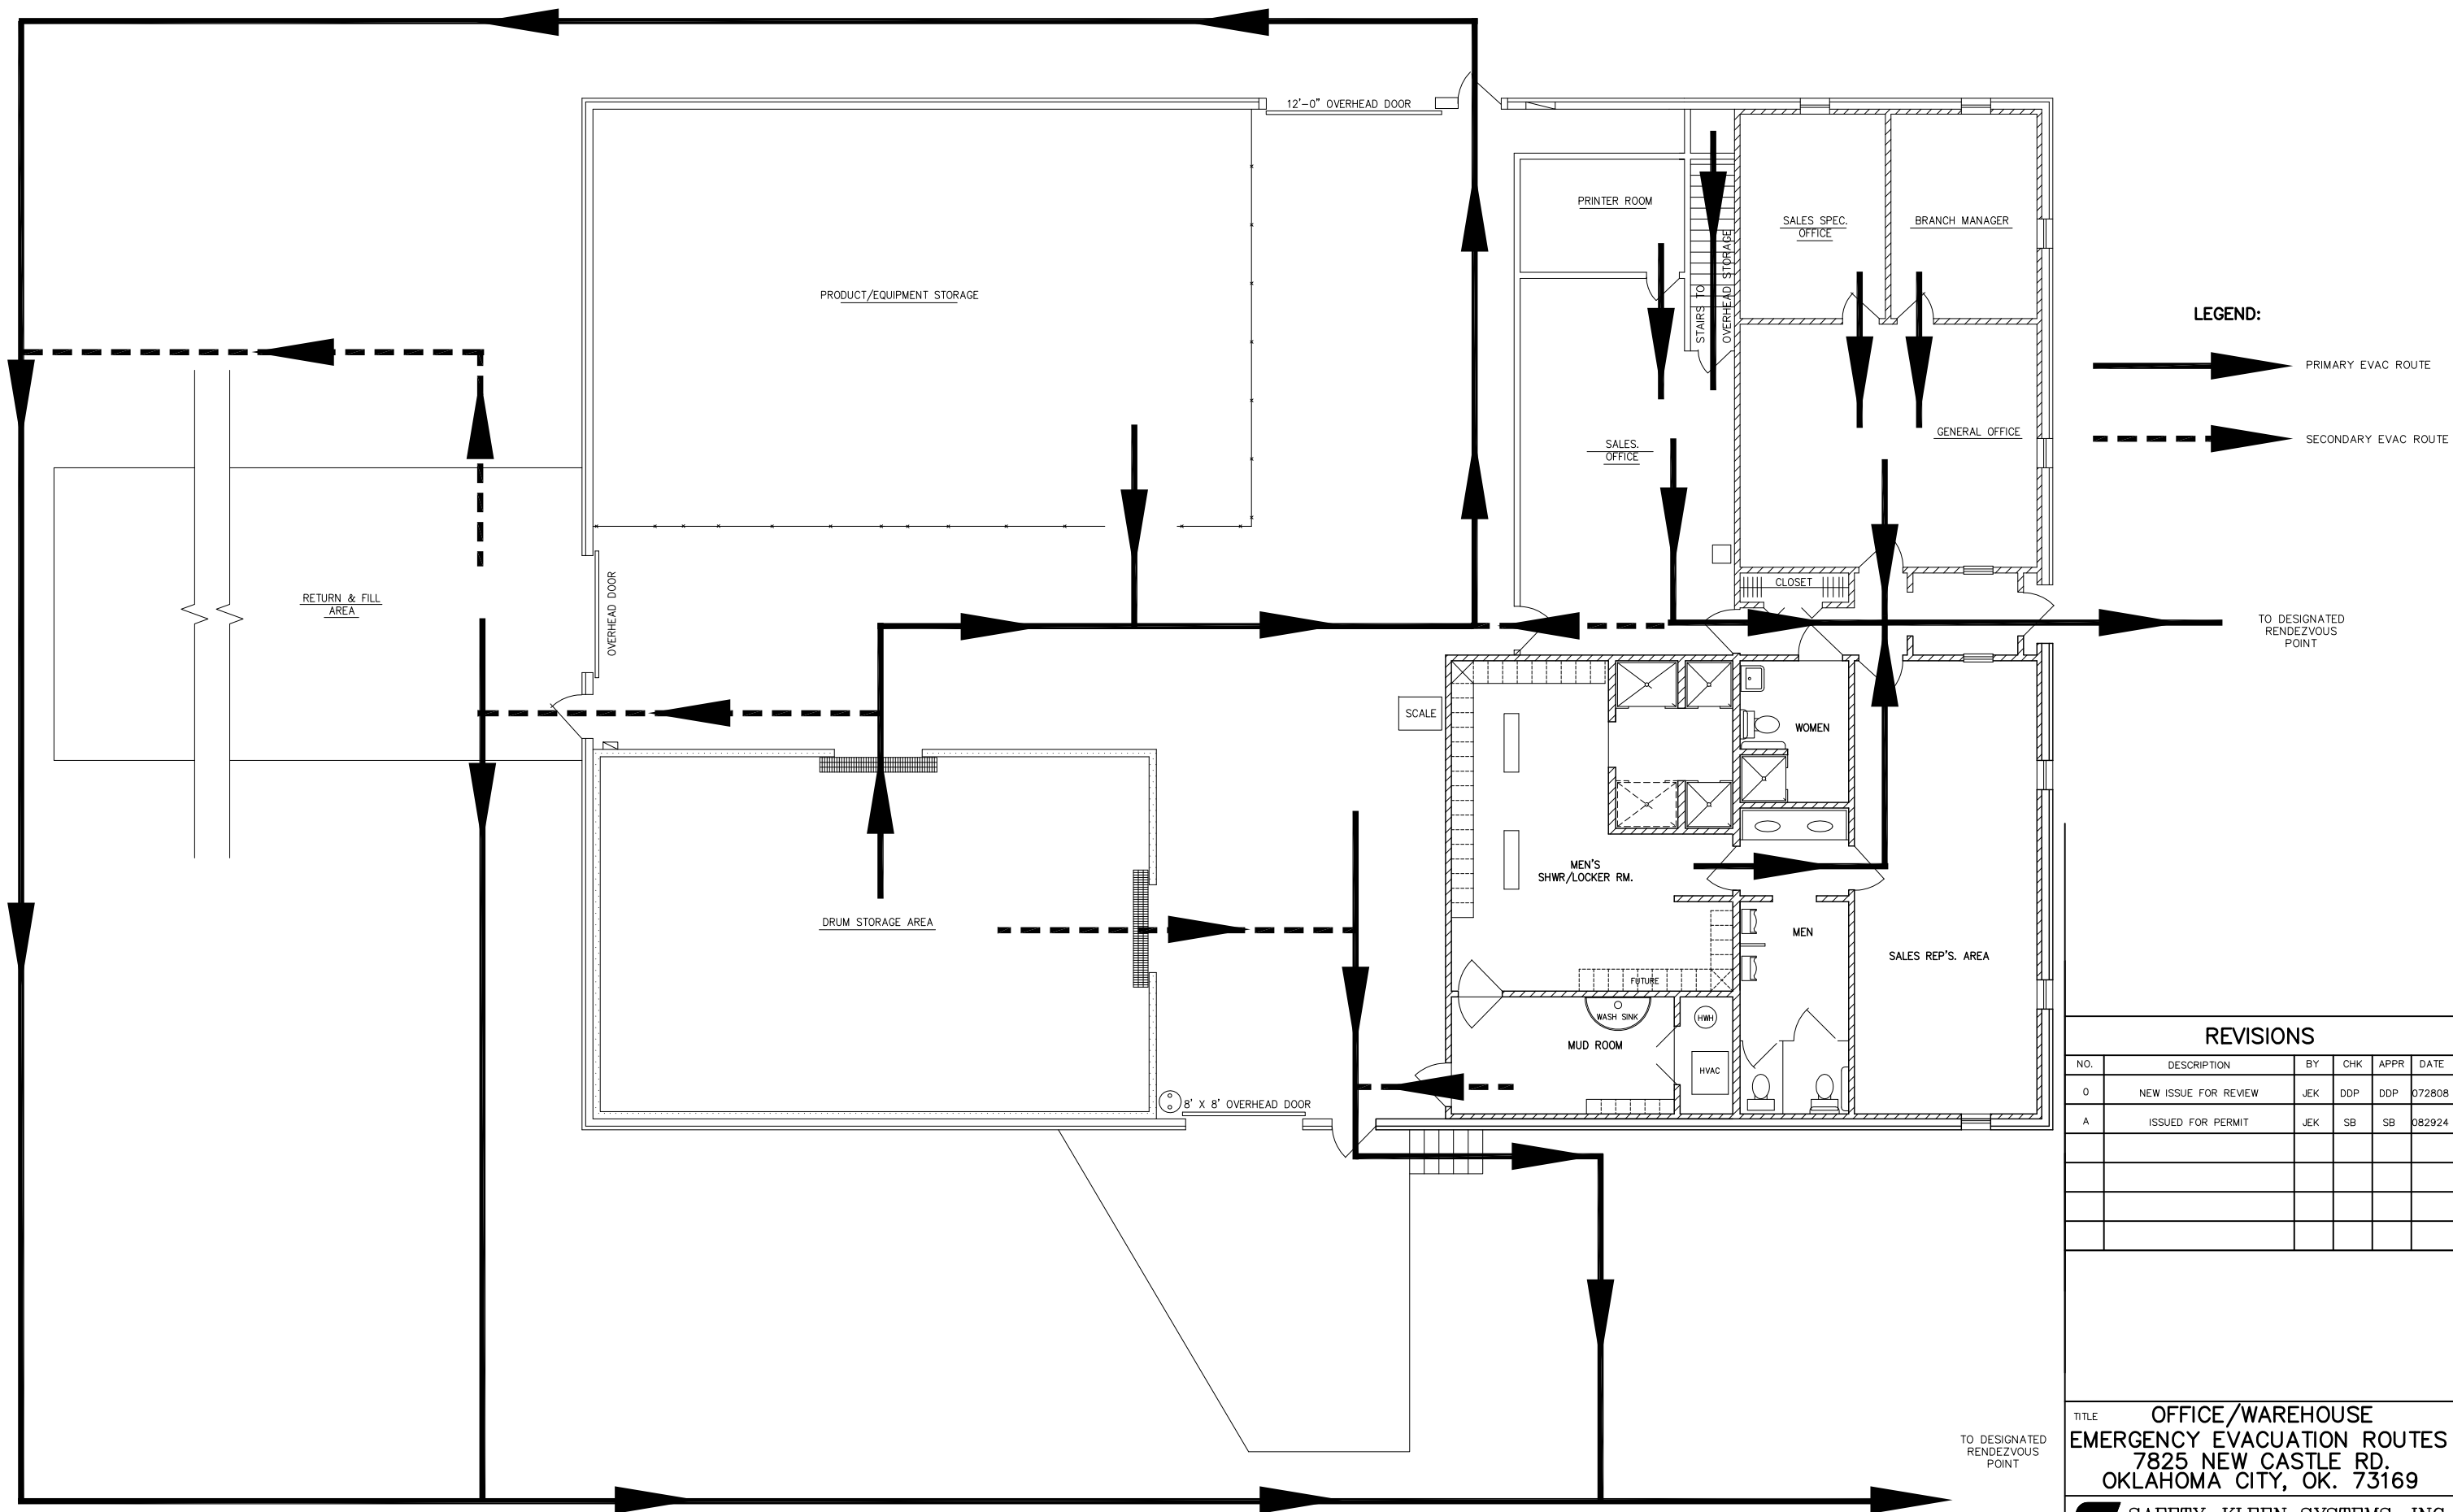 12'-0" OVERHEAD DOOR
PRINTER ROOM
SALES SPEC.
OFFICE
BRANCH MANAGER
STAIRS TO
OVERHEAD STORAGE
PRODUCT/EQUIPMENT STORAGE
LEGEND:
PRIMARY EVAC ROUTE
SECONDARY EVAC ROUTE
SALES.
OFFICE
GENERAL OFFICE
CLOSET
RETURN & FILL
AREA
OVERHEAD DOOR
TO DESIGNATED
RENDEZVOUS
POINT
SCALE
WOMEN
MEN'S
SHWR/LOCKER RM.
DRUM STORAGE AREA
MEN
SALES REP'S. AREA
FUTURE
WASH SINK
HWH
MUD ROOM
HVAC
8' X 8' OVERHEAD DOOR
REVISIONS
NO. DESCRIPTION BY CHK APPR DATE
0 NEW ISSUE FOR REVIEW JEK DDP DDP 072808
A ISSUED FOR PERMIT JEK SB SB 082924
TO DESIGNATED
RENDEZVOUS
POINT
TITLE OFFICE/WAREHOUSE
EMERGENCY EVACUATION ROUTES
7825 NEW CASTLE RD.
OKLAHOMA CITY, OK. 73169
SAFETY-KLEEN SYSTEMS, INC.